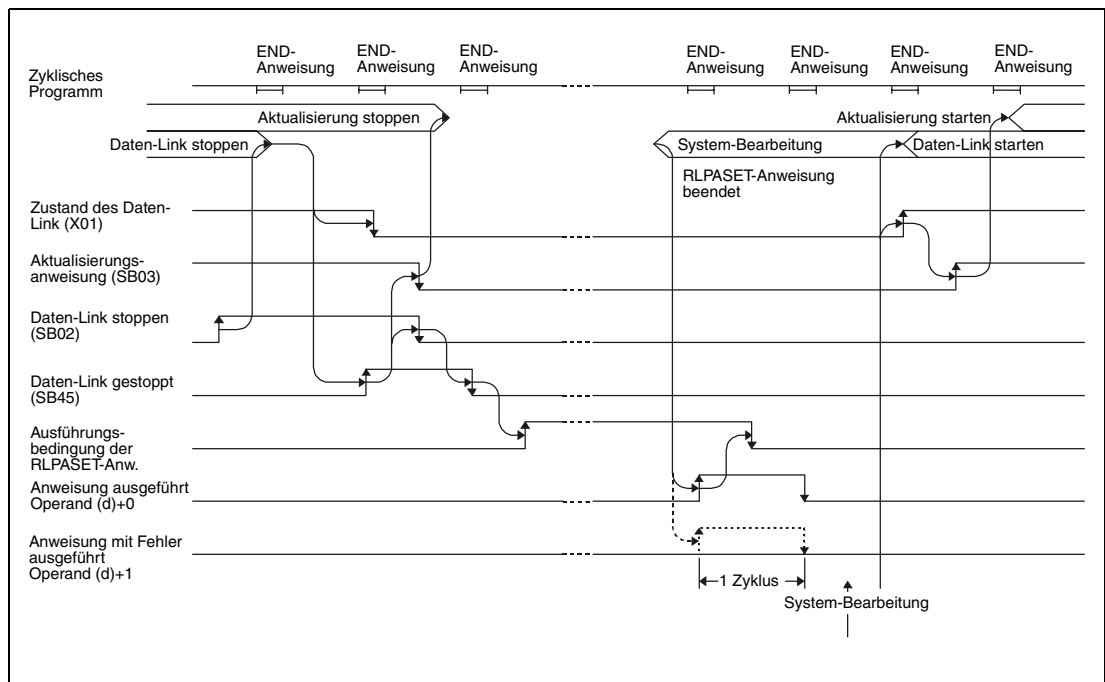 END-
Anweisung
END-
Anweisung
END-
Anweisung
END-
Anweisung
END-
Anweisung
END-
Anweisung
END-
Anweisung
Zyklisches
Programm
Aktualisierung stoppen
Aktualisierung starten
Daten-Link stoppen
System-Bearbeitung
Daten-Link starten
RLPASET-Anweisung
beendet
Zustand des Daten-
Link (X01)
Aktualisierungs-
anweisung (SB03)
Daten-Link stoppen
(SB02)
Daten-Link gestoppt
(SB45)
Ausführungs-
bedingung der
RLPASET-Anw.
Anweisung ausgeführt
Operand (d)+0
Anweisung mit Fehler
ausgeführt
Operand (d)+1
1 Zyklus
System-Bearbeitung